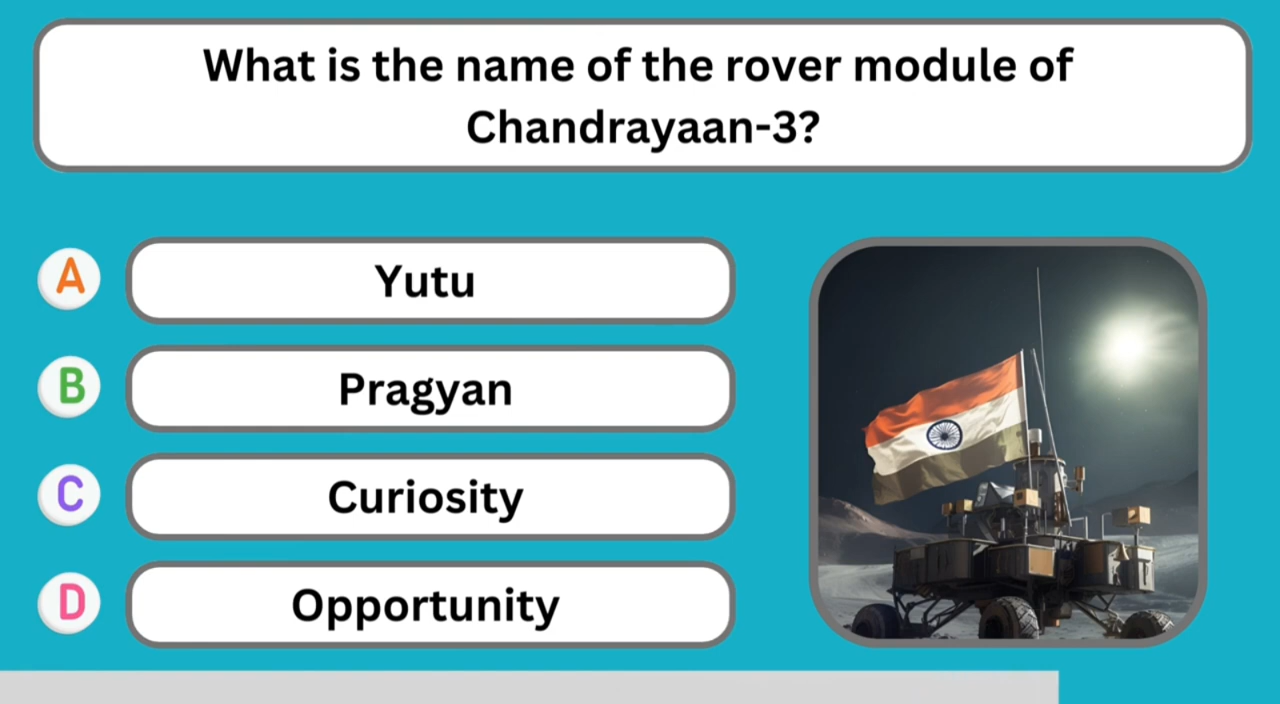 What is the name of the rover module of
Chandrayaan-3?
A
Yutu
B
Pragyan
C
Curiosity
D
Opportunity